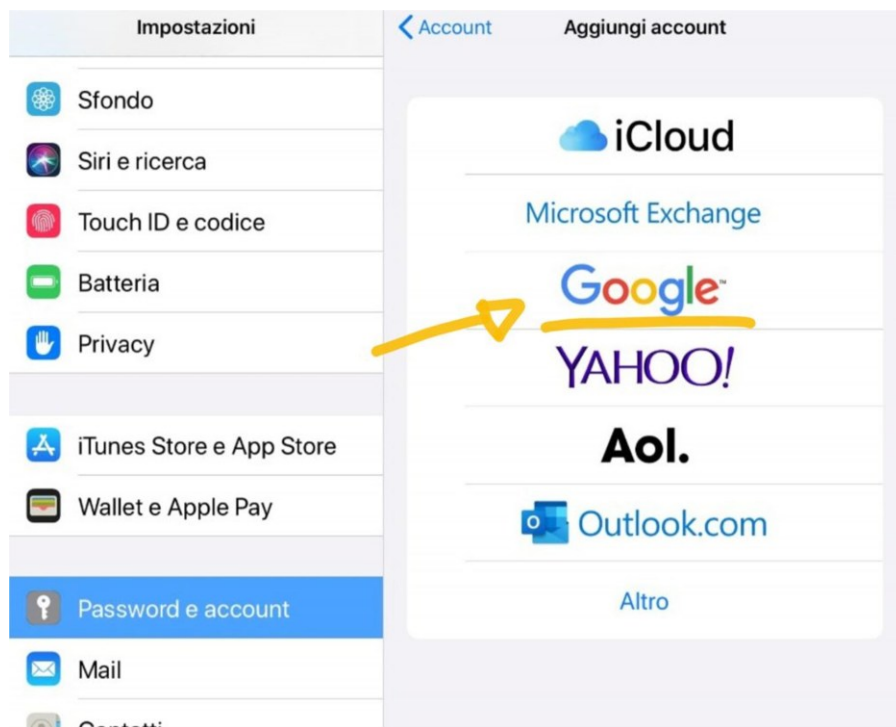 Impostazioni
Sfondo
Siri e ricerca
Touch ID e codice
Batteria
Privacy
iTunes Store e App Store
Wallet e Apple Pay
Password e account
Mail
Account
Aggiungi account
iCloud
Microsoft Exchange
Google™
YAHOO!
Aol.
Outlook.com
Altro